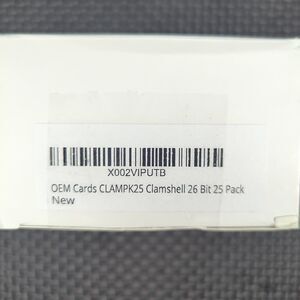 X002VIPUTB
OEM Cards CLAMPK25 Clamshell 26 Bit 25 Pack
New